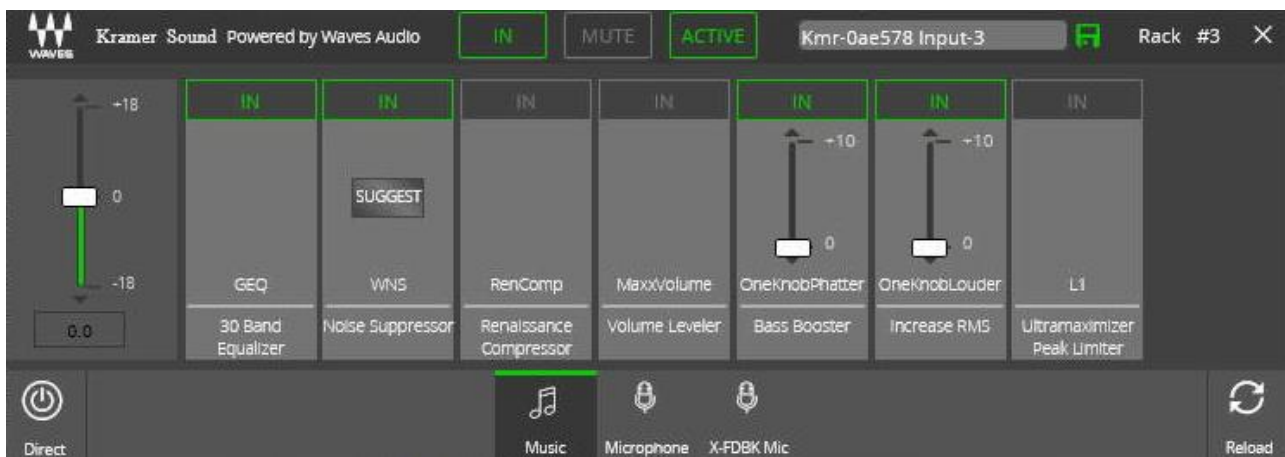 WAVES Kramer Sound Powered by Waves Audio IN MUTE ACTIVE Kmr-0ae578 Input-3 Rack #3
+18
0
-18
0.0
IN
GEQ
30 Band
Equalizer
IN
SUGGEST
WNS
Noise Suppressor
IN
RenComp
Renaissance
Compressor
IN
MaxxVolume
Volume Leveler
IN
+10
0
OneKnobPhatter
Bass Booster
IN
+10
0
OneKnobLouder
Increase RMS
IN
L1
Ultramaximizer
Peak Limiter
Direct
Music
Microphone
X-FDBK Mic
Reload